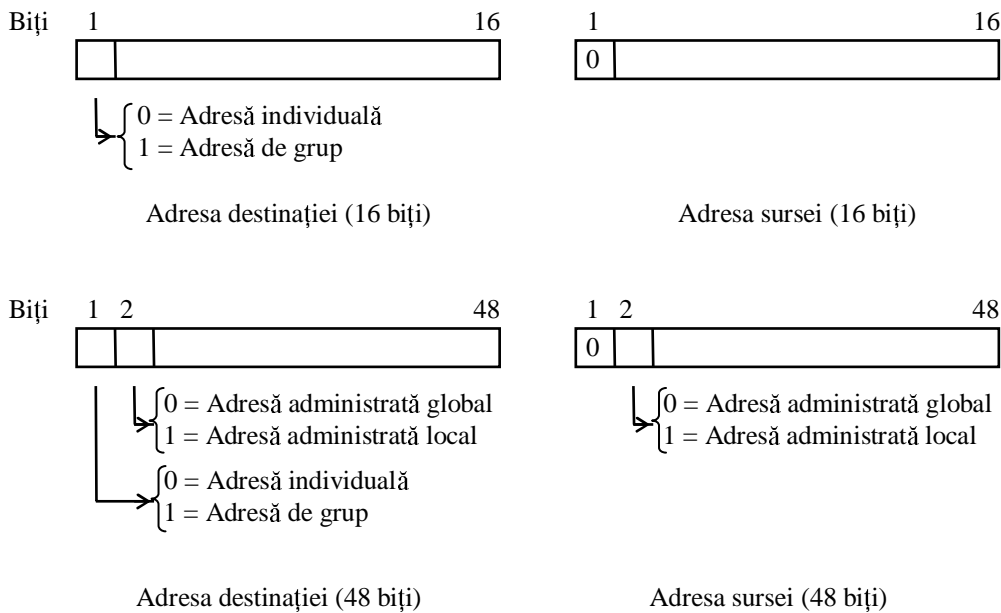 Biți 1 16 1 16
0
0 = Adresă individuală
1 = Adresă de grup
Adresa destinației (16 biți) Adresa sursei (16 biți)
Biți 1 2 48 1 2 48
0
0 = Adresă administrată global 0 = Adresă administrată global
1 = Adresă administrată local 1 = Adresă administrată local
0 = Adresă individuală
1 = Adresă de grup
Adresa destinației (48 biți) Adresa sursei (48 biți)